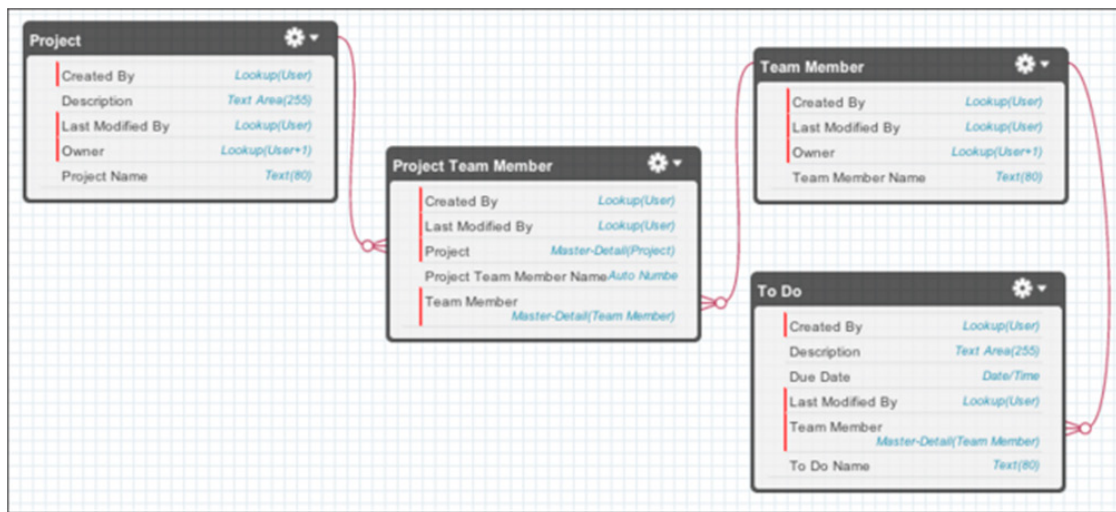 Project
Created By Lookup(User)
Description Text Area(255)
Last Modified By Lookup(User)
Owner Lookup(User+1)
Project Name Text(80)
Project Team Member
Created By Lookup(User)
Last Modified By Lookup(User)
Project Master-Detail(Project)
Project Team Member Name Auto Numbe
Team Member
Master-Detail(Team Member)
Team Member
Created By Lookup(User)
Last Modified By Lookup(User)
Owner Lookup(User+1)
Team Member Name Text(80)
To Do
Created By Lookup(User)
Description Text Area(255)
Due Date Date/Time
Last Modified By Lookup(User)
Team Member
Master-Detail(Team Member)
To Do Name Text(80)